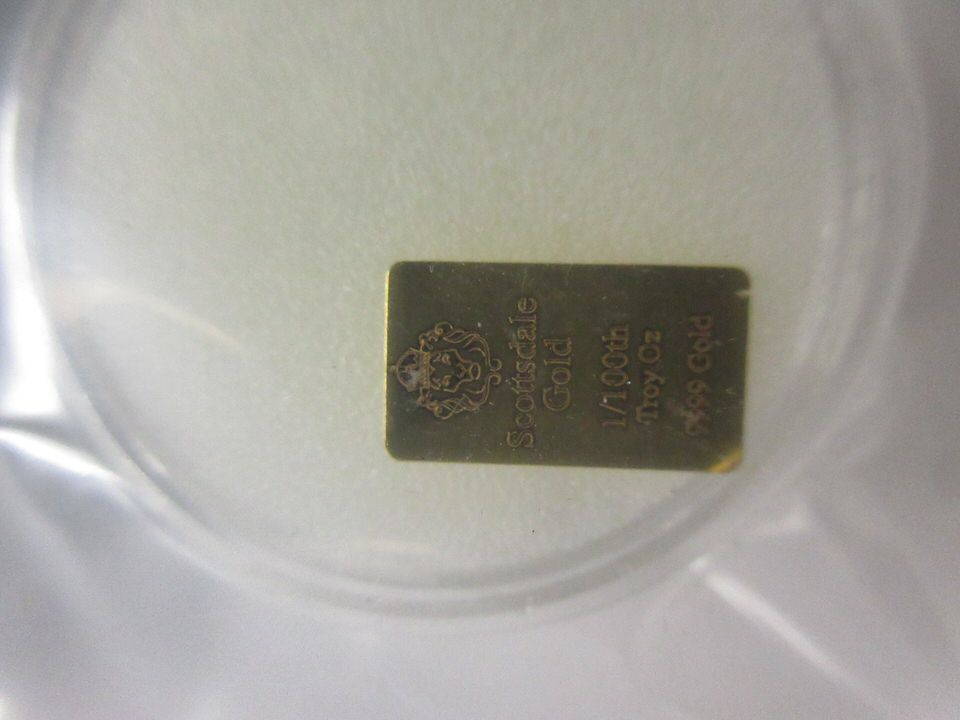 Scottsdale
Gold
1/100th
Troy Oz
9999 Gold